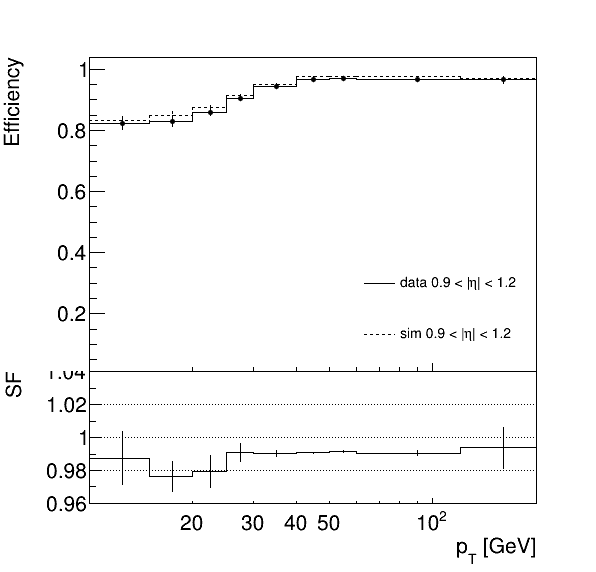 Efficiency
1
0.8
0.6
0.4
0.2
data 0.9 < |η| < 1.2
sim 0.9 < |η| < 1.2
SF
1.04
1.02
1
0.98
0.96
20 30 40 50 10²
p_T [GeV]